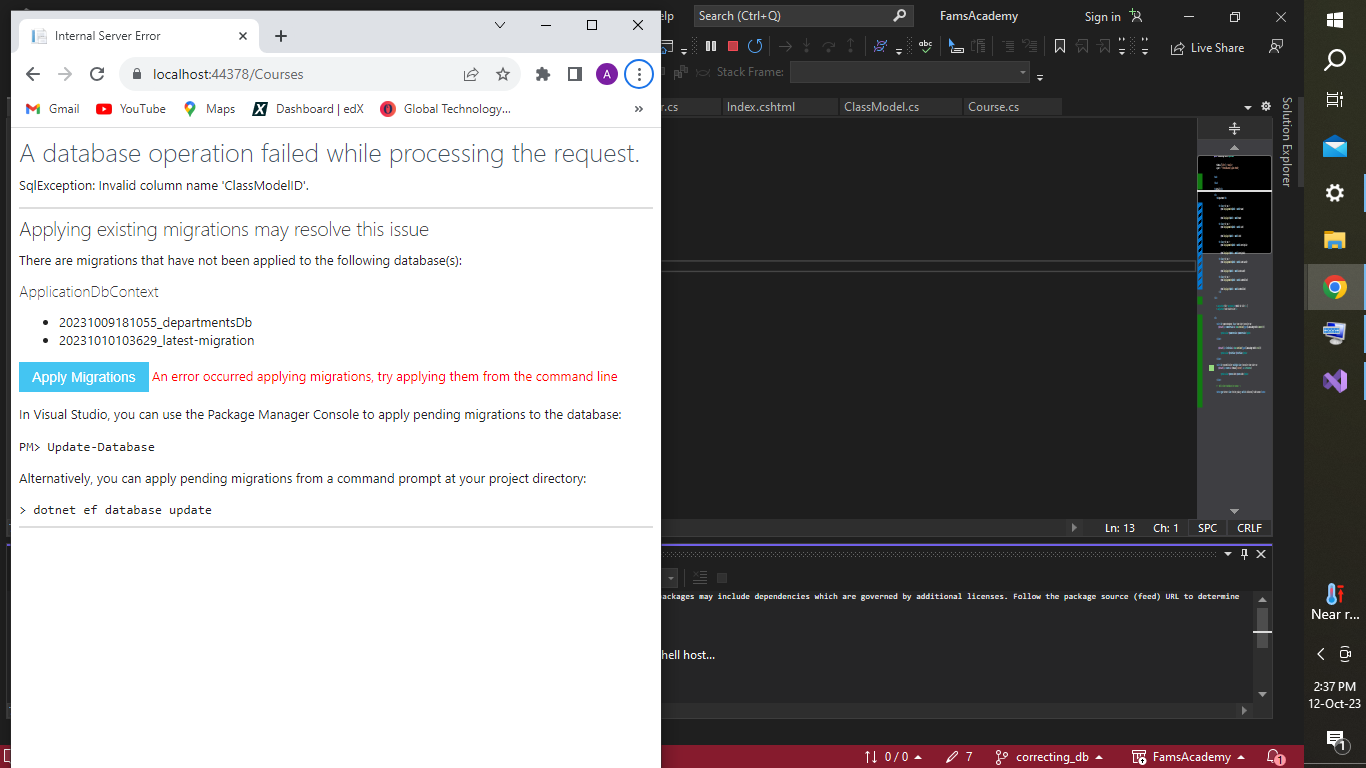 Internal Server Error
localhost:44378/Courses
A
Gmail
YouTube
Maps
Dashboard | edX
Global Technology...
»
A database operation failed while processing the request.
SqlException: Invalid column name 'ClassModelID'.
Applying existing migrations may resolve this issue
There are migrations that have not been applied to the following database(s):
ApplicationDbContext
• 20231009181055_departmentsDb
• 20231010103629_latest-migration
Apply Migrations An error occurred applying migrations, try applying them from the command line
In Visual Studio, you can use the Package Manager Console to apply pending migrations to the database:
PM> Update-Database
Alternatively, you can apply pending migrations from a command prompt at your project directory:
> dotnet ef database update
elp
Search (Ctrl+Q)
FamsAcademy
Sign in
Live Share
Stack Frame:
r.cs
Index.cshtml
ClassModel.cs
Course.cs
Solution Explorer
Ln: 13 Ch: 1 SPC CRLF
ackages may include dependencies which are governed by additional licenses. Follow the package source (feed) URL to determine
hell host...
0 / 0
7
correcting_db
FamsAcademy
1
Near r...
2:37 PM
12-Oct-23
1